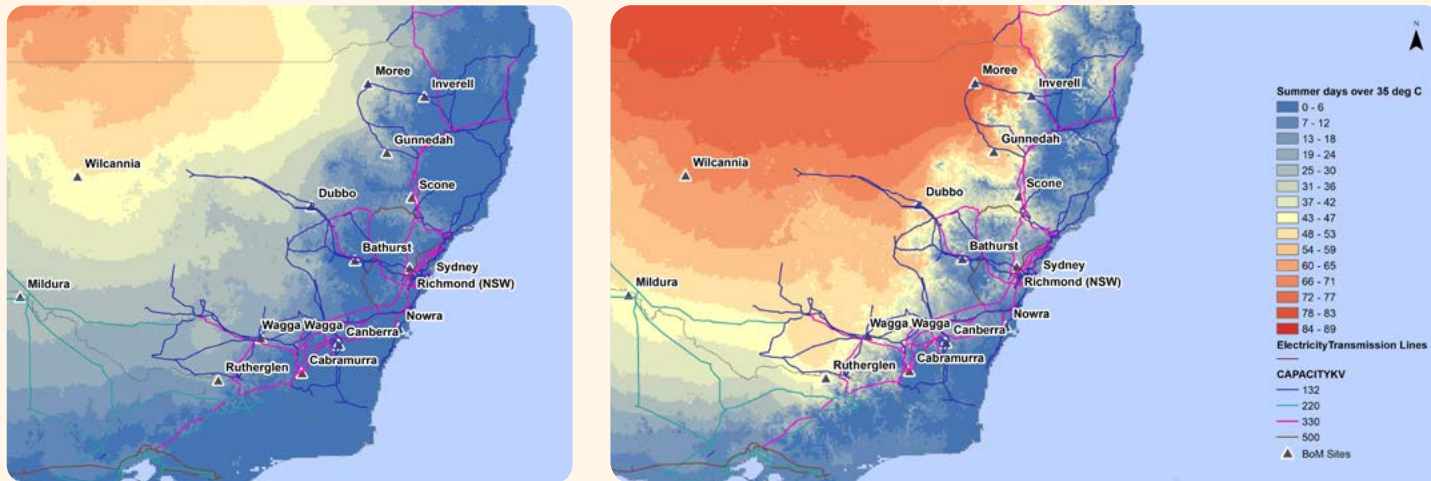 Moree
Inverell
Gunnedah
Wilcannia
Scone
Dubbo
Bathurst
Sydney
Richmond (NSW)
Mildura
Nowra
Wagga Wagga
Canberra
Cabramurra
Rutherglen
Moree
Inverell
Gunnedah
Wilcannia
Scone
Dubbo
Bathurst
Sydney
Richmond (NSW)
Mildura
Nowra
Wagga Wagga
Canberra
Cabramurra
Rutherglen
N
Summer days over 35 deg C
0 - 6
7 - 12
13 - 18
19 - 24
25 - 30
31 - 36
37 - 42
43 - 47
48 - 53
54 - 59
60 - 65
66 - 71
72 - 77
78 - 83
84 - 89
ElectricityTransmission Lines
CAPACITYKV
132
220
330
500
BoM Sites